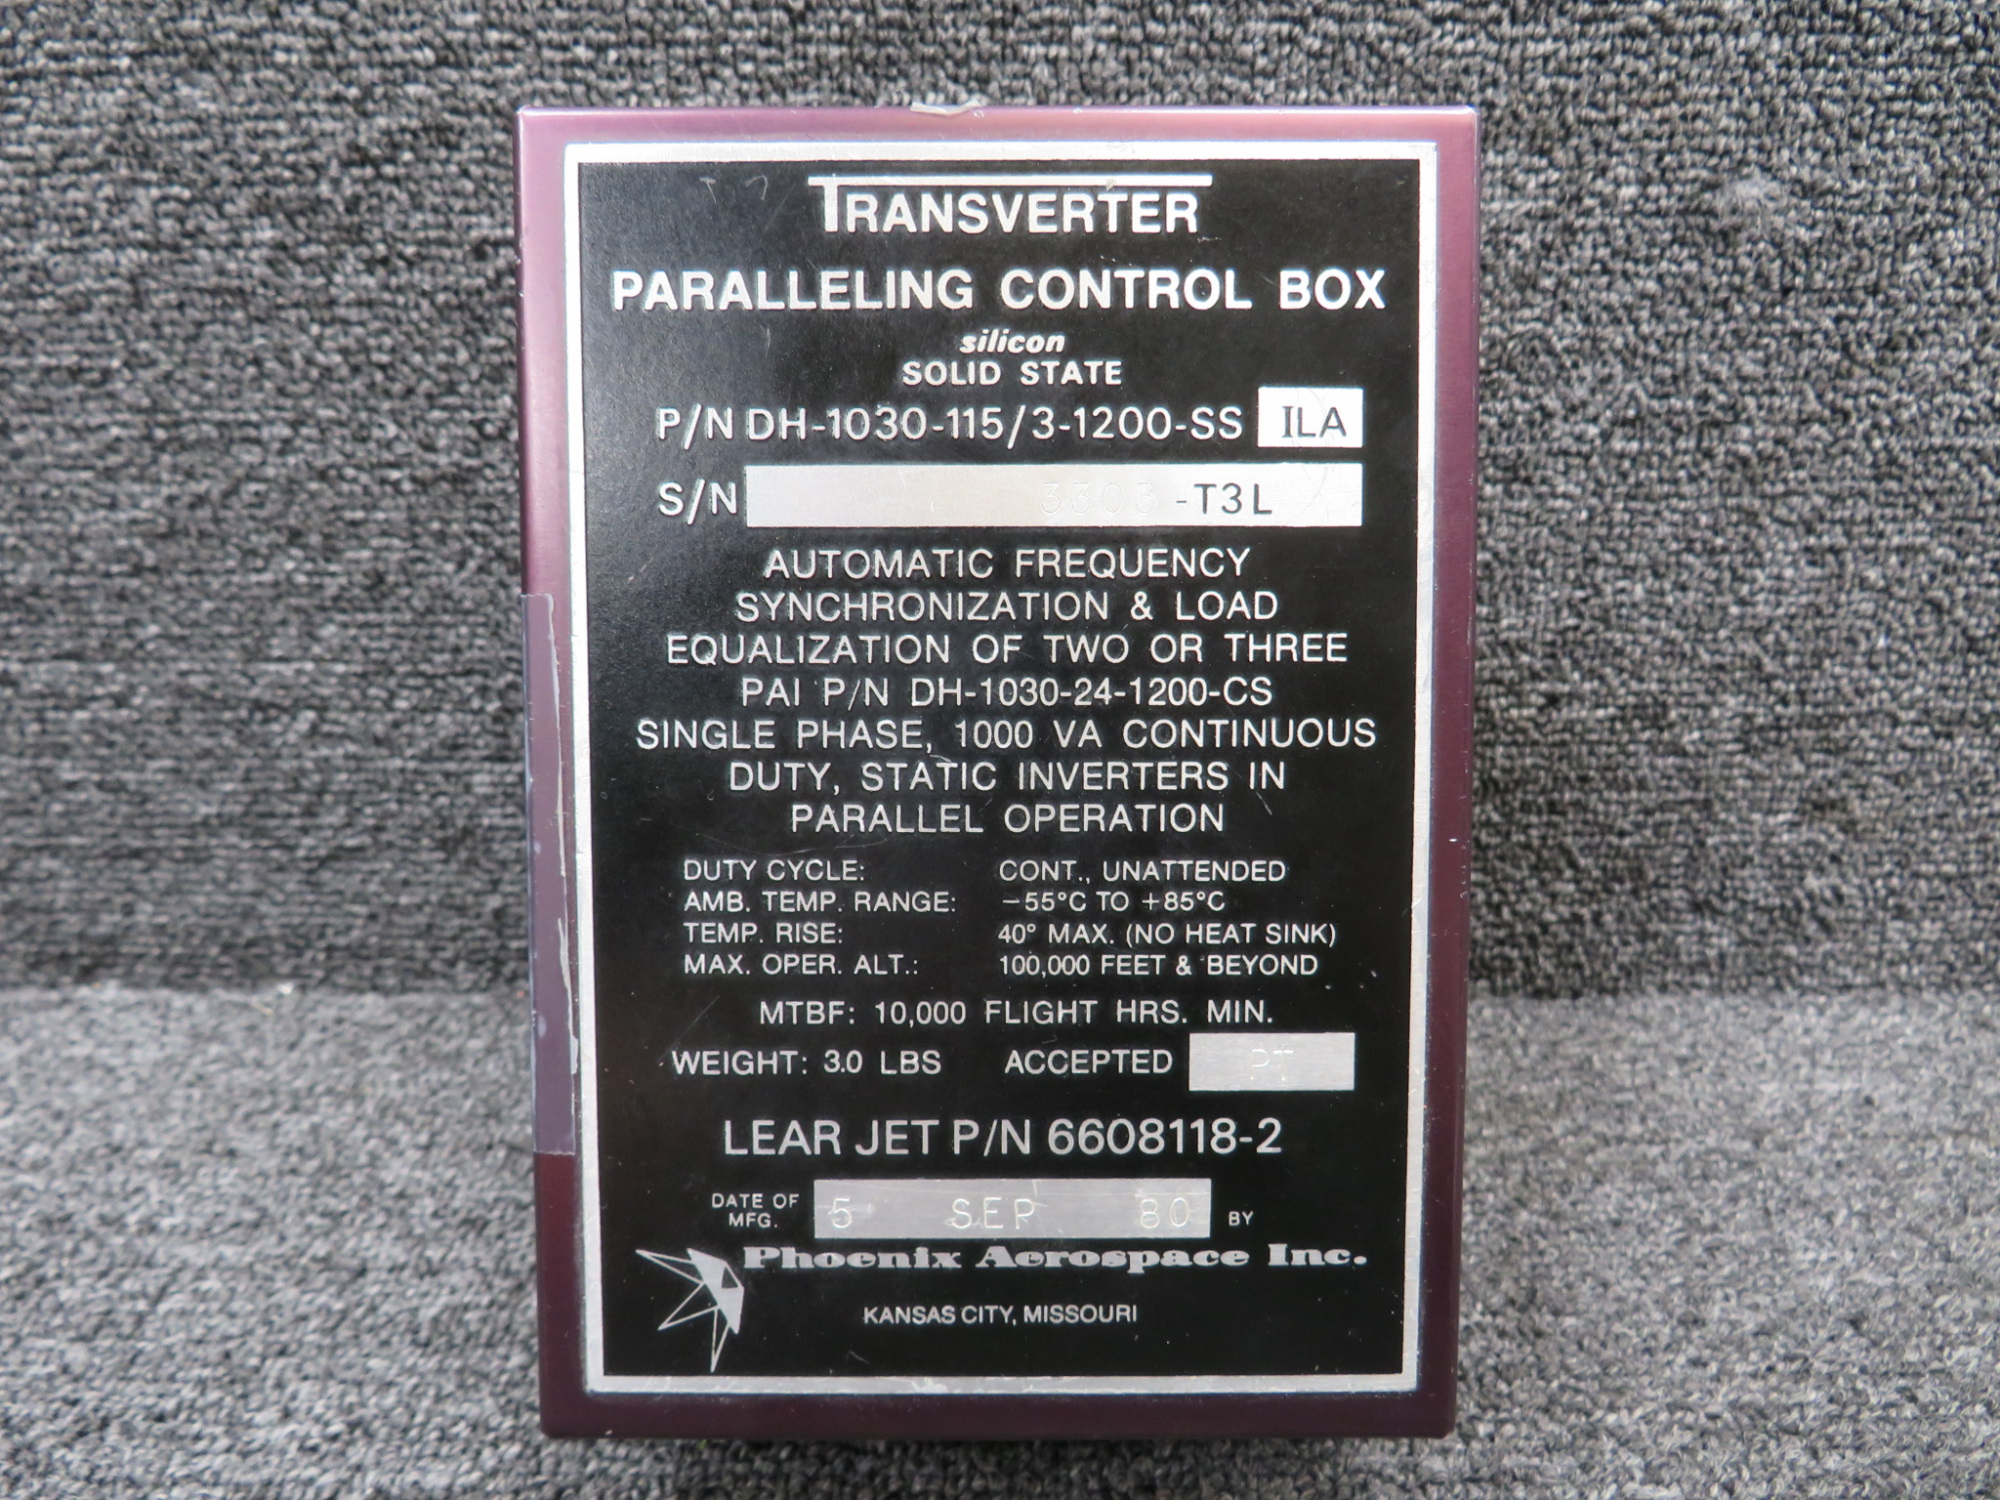 TRANSVERTER
PARALLELING CONTROL BOX
silicon
SOLID STATE
P/N DH-1030-115/3-1200-SS ILA
S/N 3303 -T3L
AUTOMATIC FREQUENCY
SYNCHRONIZATION & LOAD
EQUALIZATION OF TWO OR THREE
PAI P/N DH-1030-24-1200-CS
SINGLE PHASE, 1000 VA CONTINUOUS
DUTY, STATIC INVERTERS IN
PARALLEL OPERATION
DUTY CYCLE: CONT., UNATTENDED
AMB. TEMP. RANGE: -55°C TO +85°C
TEMP. RISE: 40° MAX. (NO HEAT SINK)
MAX. OPER. ALT.: 100,000 FEET & BEYOND
MTBF: 10,000 FLIGHT HRS. MIN.
WEIGHT: 3.0 LBS ACCEPTED PT
LEAR JET P/N 6608118-2
DATE OF MFG. 5 SEP 80 BY
Phoenix Aerospace Inc.
KANSAS CITY, MISSOURI